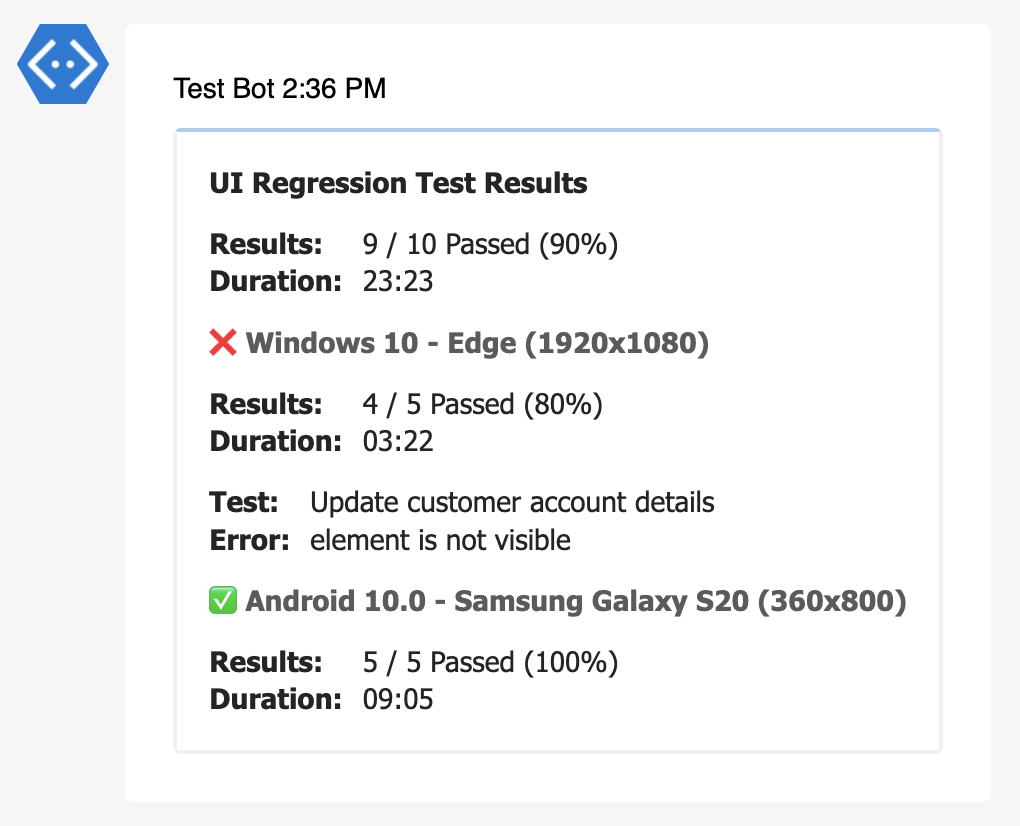 Test Bot 2:36 PM
UI Regression Test Results
Results: 9 / 10 Passed (90%)
Duration: 23:23
❌ Windows 10 - Edge (1920x1080)
Results: 4 / 5 Passed (80%)
Duration: 03:22
Test: Update customer account details
Error: element is not visible
✅ Android 10.0 - Samsung Galaxy S20 (360x800)
Results: 5 / 5 Passed (100%)
Duration: 09:05